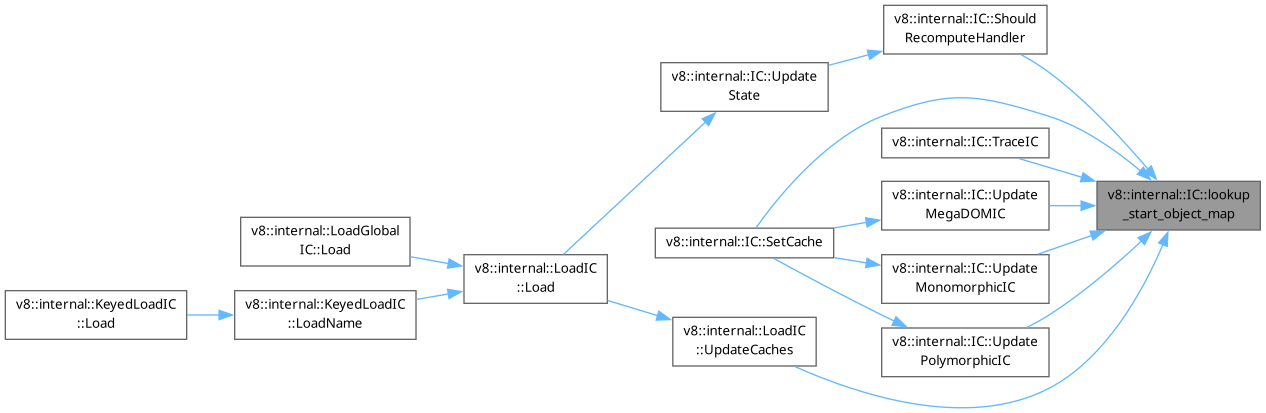 v8::internal::IC::Should
RecomputeHandler
v8::internal::IC::Update
State
v8::internal::IC::TraceIC
v8::internal::IC::Update
MegaDOMIC
v8::internal::IC::lookup
_start_object_map
v8::internal::LoadGlobal
IC::Load
v8::internal::IC::SetCache
v8::internal::LoadIC
::Load
v8::internal::IC::Update
MonomorphicIC
v8::internal::KeyedLoadIC
::Load
v8::internal::KeyedLoadIC
::LoadName
v8::internal::LoadIC
::UpdateCaches
v8::internal::IC::Update
PolymorphicIC